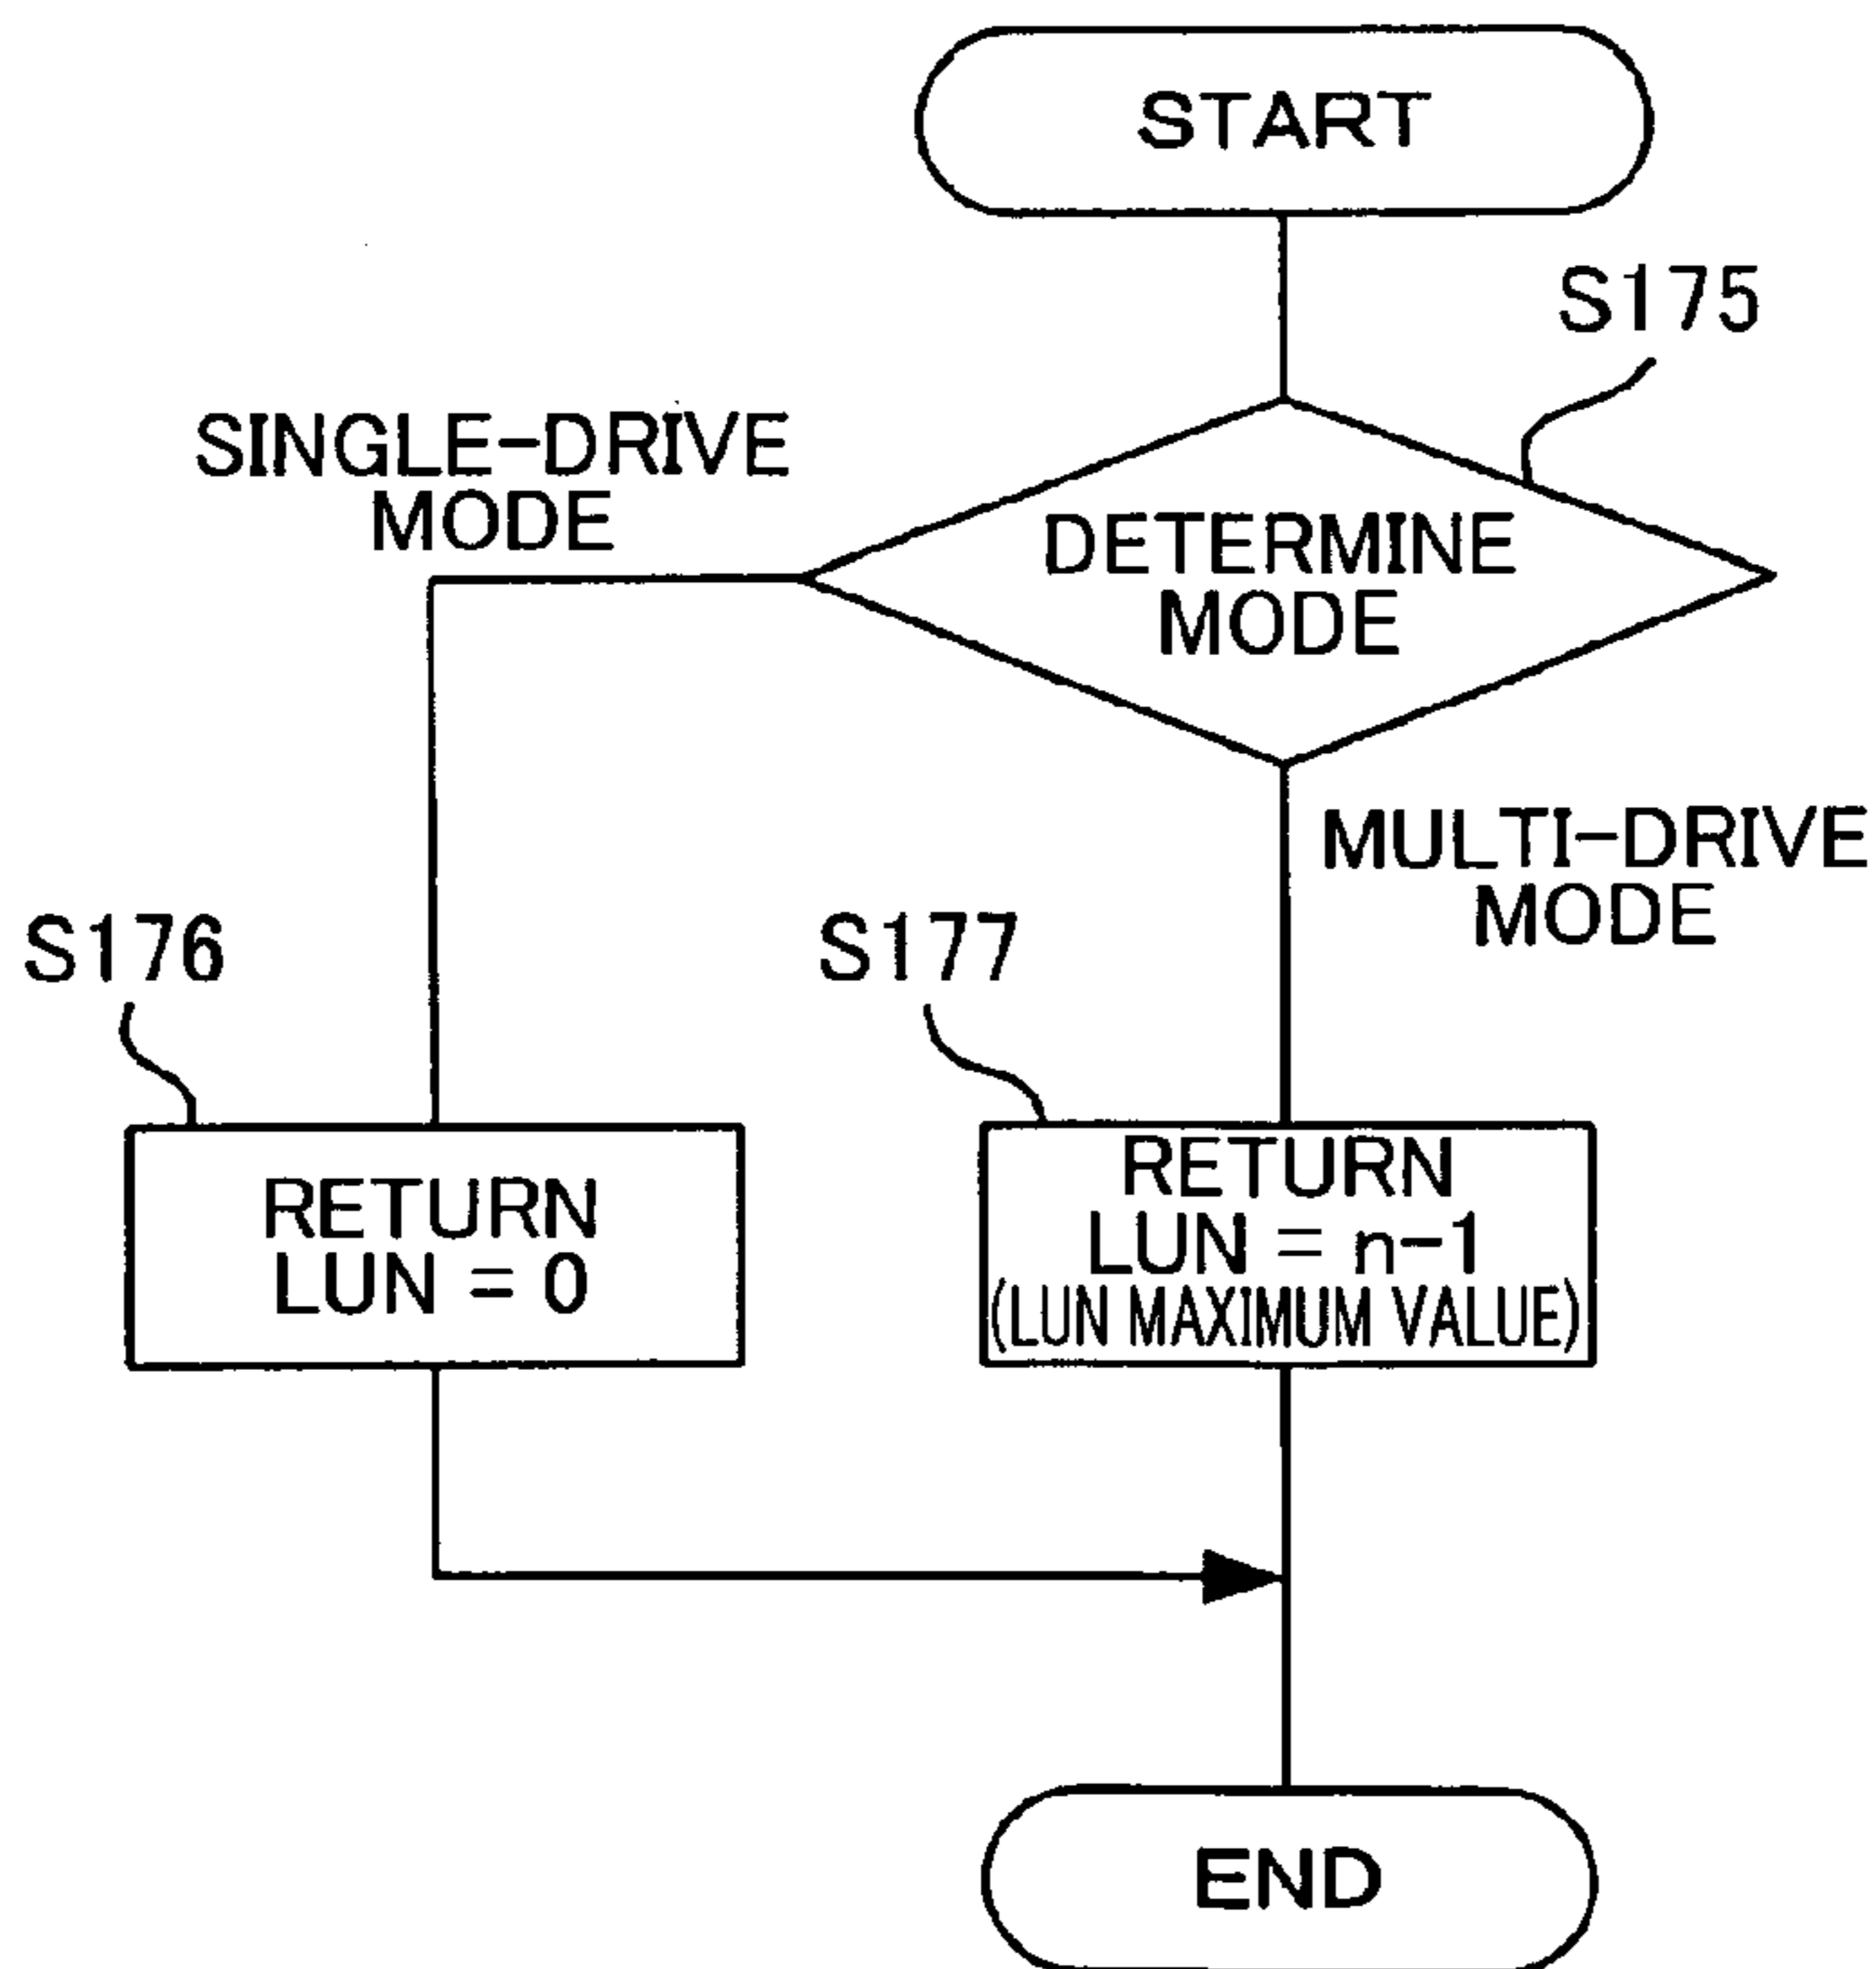 START
S175
SINGLE-DRIVE
MODE
DETERMINE
MODE
MULTI-DRIVE
MODE
S176
S177
RETURN
LUN = 0
RETURN
LUN = n-1
(LUN MAXIMUM VALUE)
END